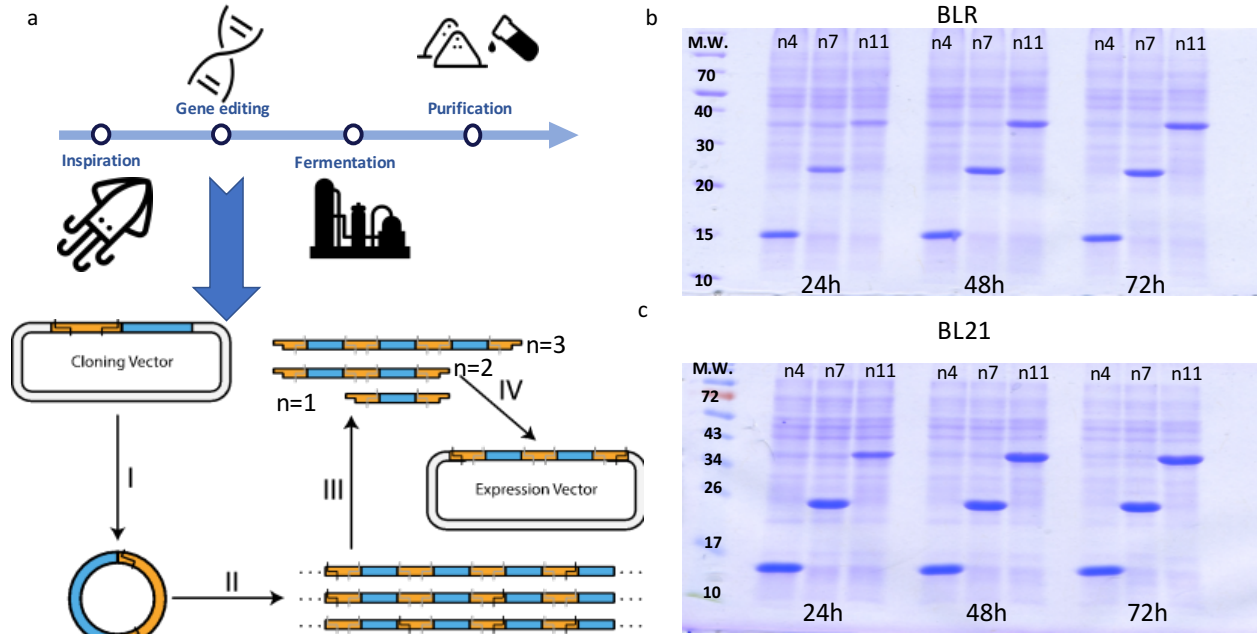 a
Gene editing
Purification
Inspiration
Fermentation
Cloning Vector
n=3
n=2
n=1
IV
I
III
Expression Vector
II
b
BLR
M.W.
n4 n7 n11 n4 n7 n11 n4 n7 n11
70
40
30
20
15
10
24h 48h 72h
c
BL21
M.W.
n4 n7 n11 n4 n7 n11 n4 n7 n11
72
43
34
26
17
10
24h 48h 72h